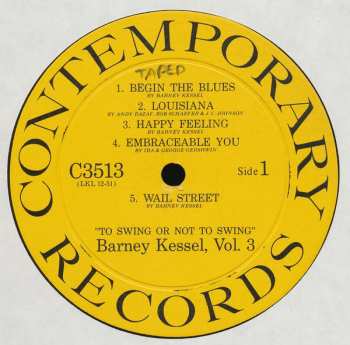 CONTEMPORARY
TAPED
1. BEGIN THE BLUES
BY BARNEY KESSEL
2. LOUISIANA
BY ANDY RAZAF, BOB SCHAFER & J. C. JOHNSON
3. HAPPY FEELING
BY BARNEY KESSEL
4. EMBRACEABLE YOU
BY IRA & GEORGE GERSHWIN
C3513
(LKL 12-51)
Side 1
5. WAIL STREET
BY BARNEY KESSEL
"TO SWING OR NOT TO SWING"
Barney Kessel, Vol. 3
RECORDS